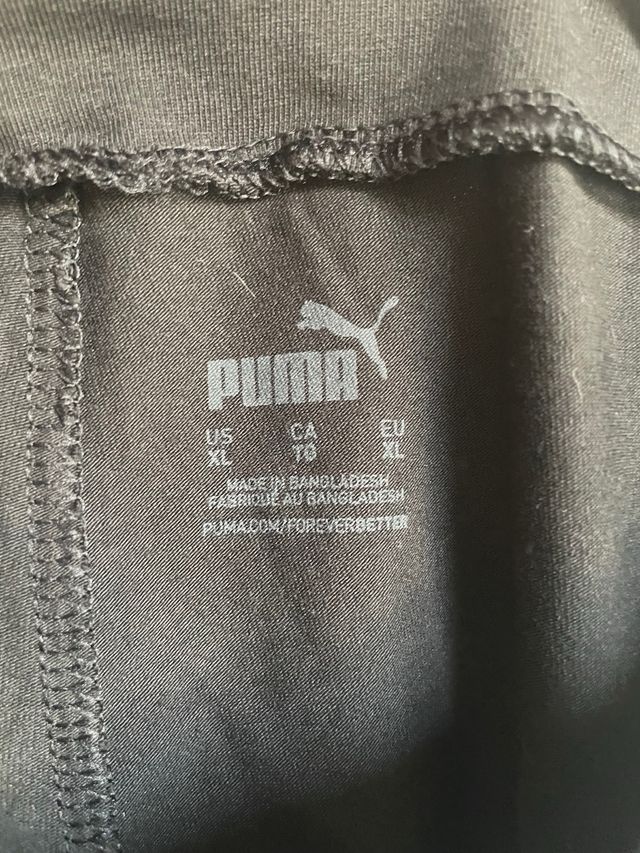 PUMA
US CA EU
XL TG XL
MADE IN BANGLADESH
FABRIQUÉ AU BANGLADESH
PUMA.COM/FOREVERBETTER